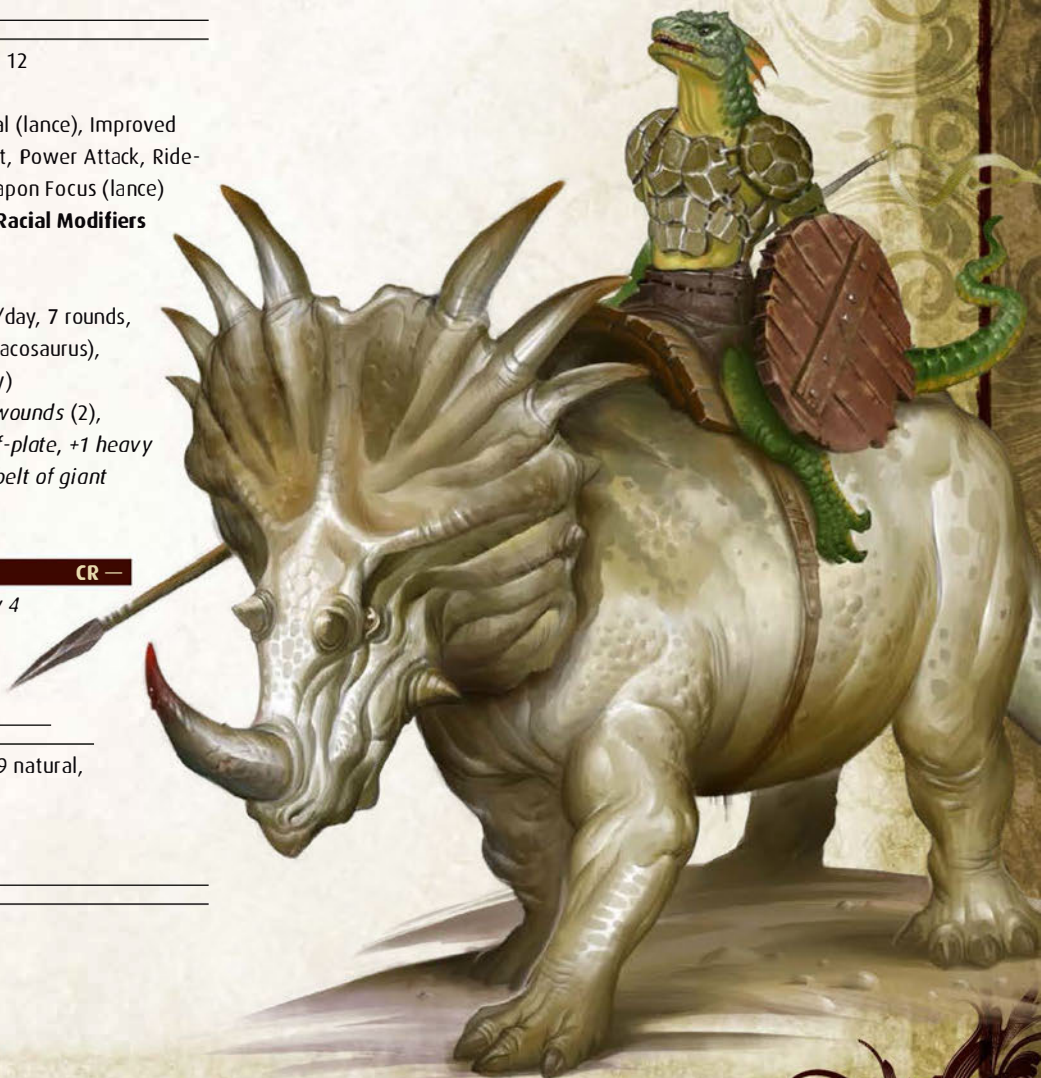 12
al (lance), Improved
t, Power Attack, Ride-
apon Focus (lance)
Racial Modifiers
/day, 7 rounds,
acosaurus),
y)
wounds (2),
f-plate, +1 heavy
belt of giant
CR —
y 4
9 natural,